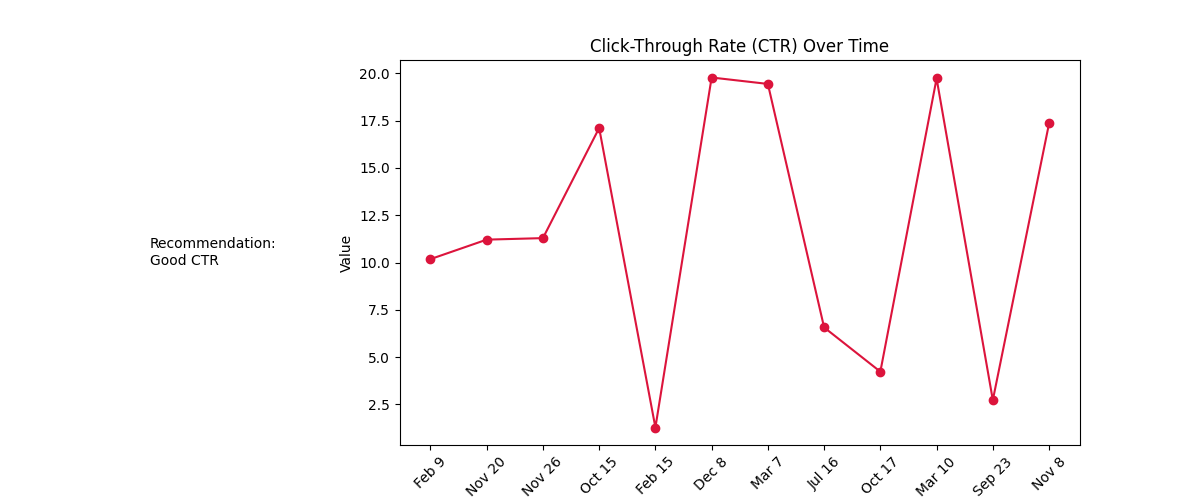 Click-Through Rate (CTR) Over Time
Recommendation:
Good CTR
Value
20.0
17.5
15.0
12.5
10.0
7.5
5.0
2.5
Feb 9
Nov 20
Nov 26
Oct 15
Feb 15
Dec 8
Mar 7
Jul 16
Oct 17
Mar 10
Sep 23
Nov 8